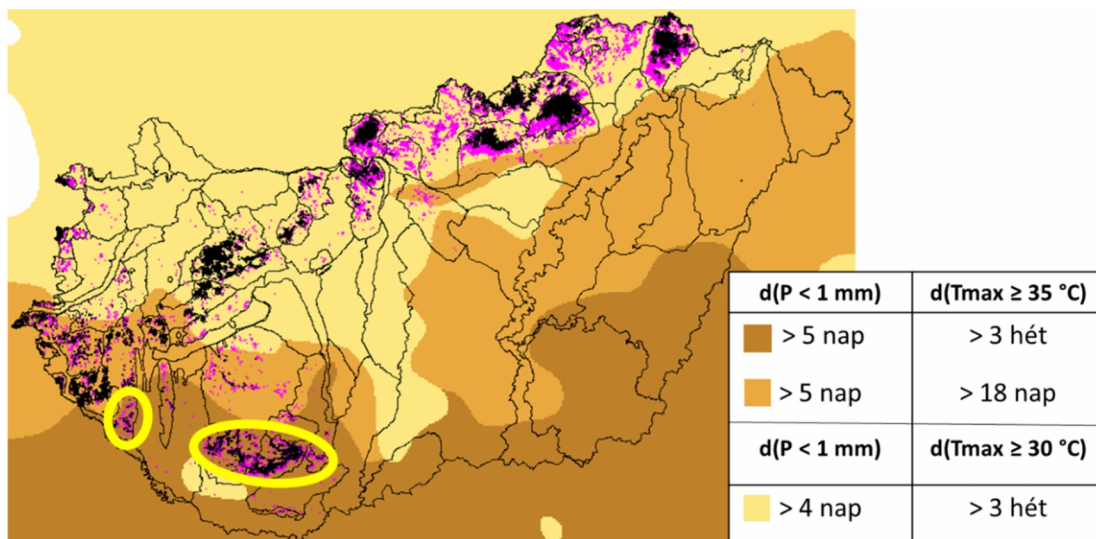 d(P < 1 mm) d(Tmax ≥ 35 °C)
> 5 nap > 3 hét
> 5 nap > 18 nap
d(P < 1 mm) d(Tmax ≥ 30 °C)
> 4 nap > 3 hét